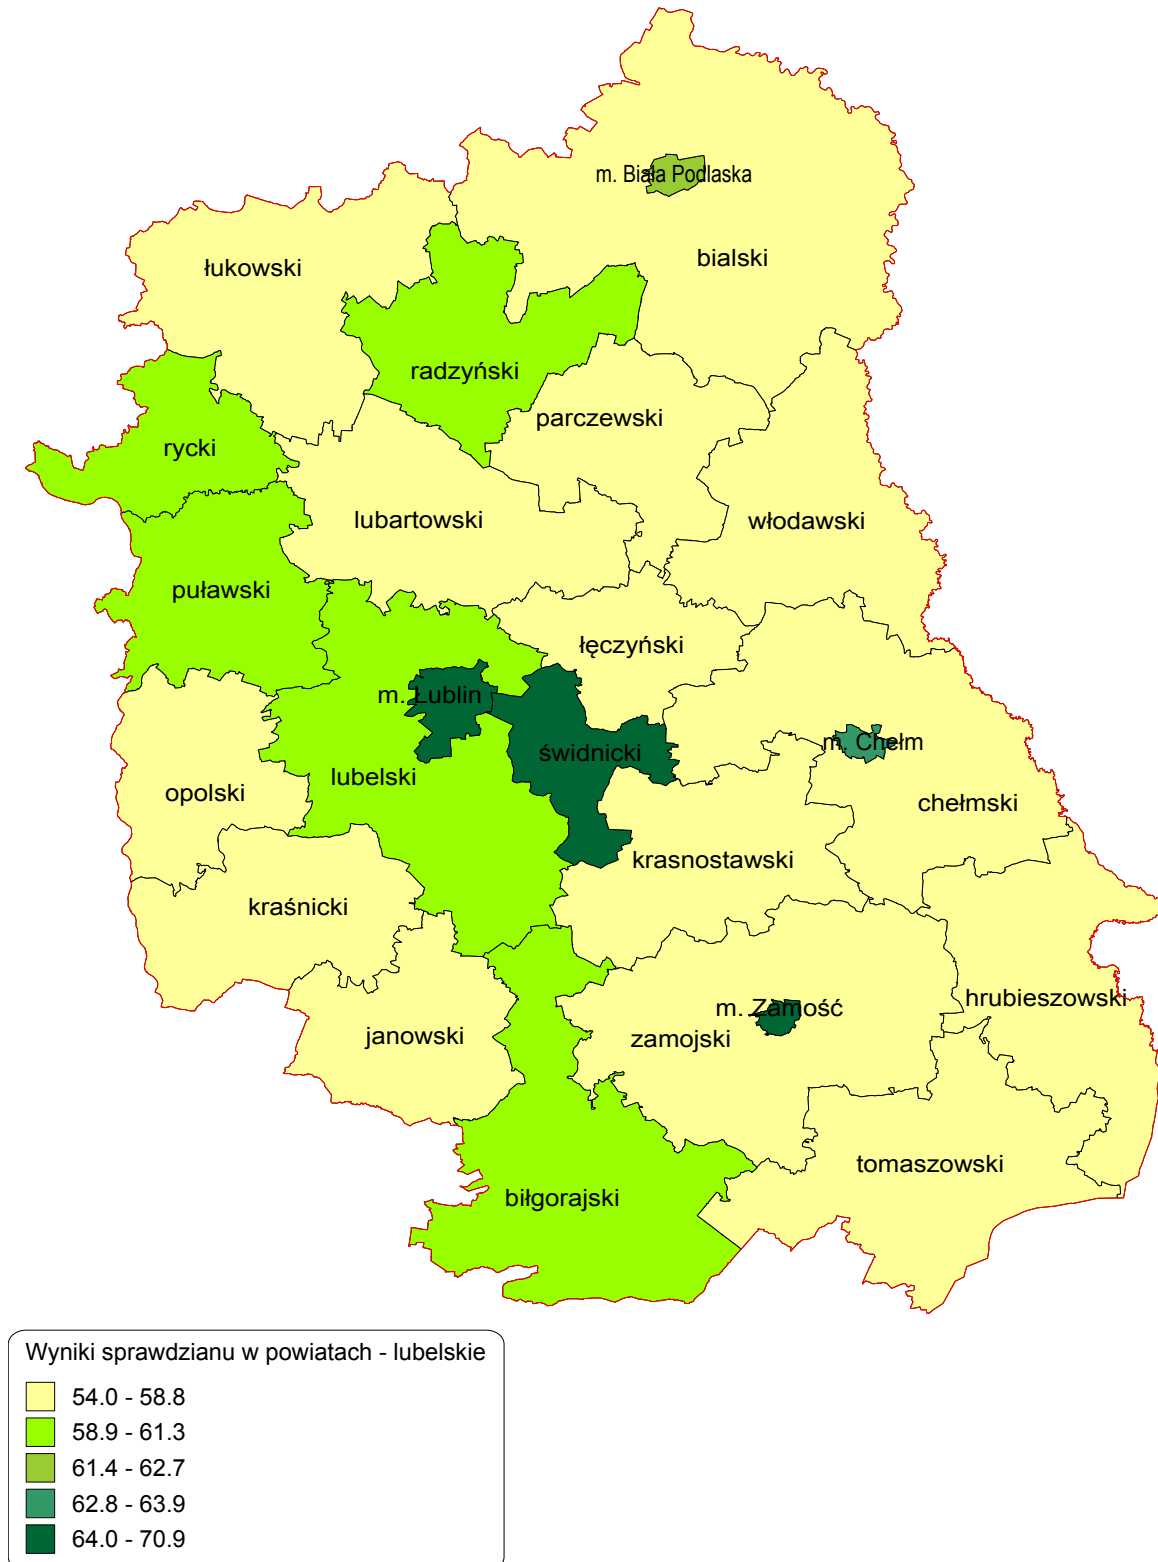 m. Biała Podlaska
bialski
łukowski
radzyński
parczewski
rycki
lubartowski
włodawski
puławski
łęczyński
m. Lublin
świdnicki
m. Chełm
lubelski
opolski
chełmski
krasnostawski
kraśnicki
hrubieszowski
m. Zamość
janowski
zamojski
tomaszowski
biłgorajski
Wyniki sprawdzianu w powiatach - lubelskie
54.0 - 58.8
58.9 - 61.3
61.4 - 62.7
62.8 - 63.9
64.0 - 70.9